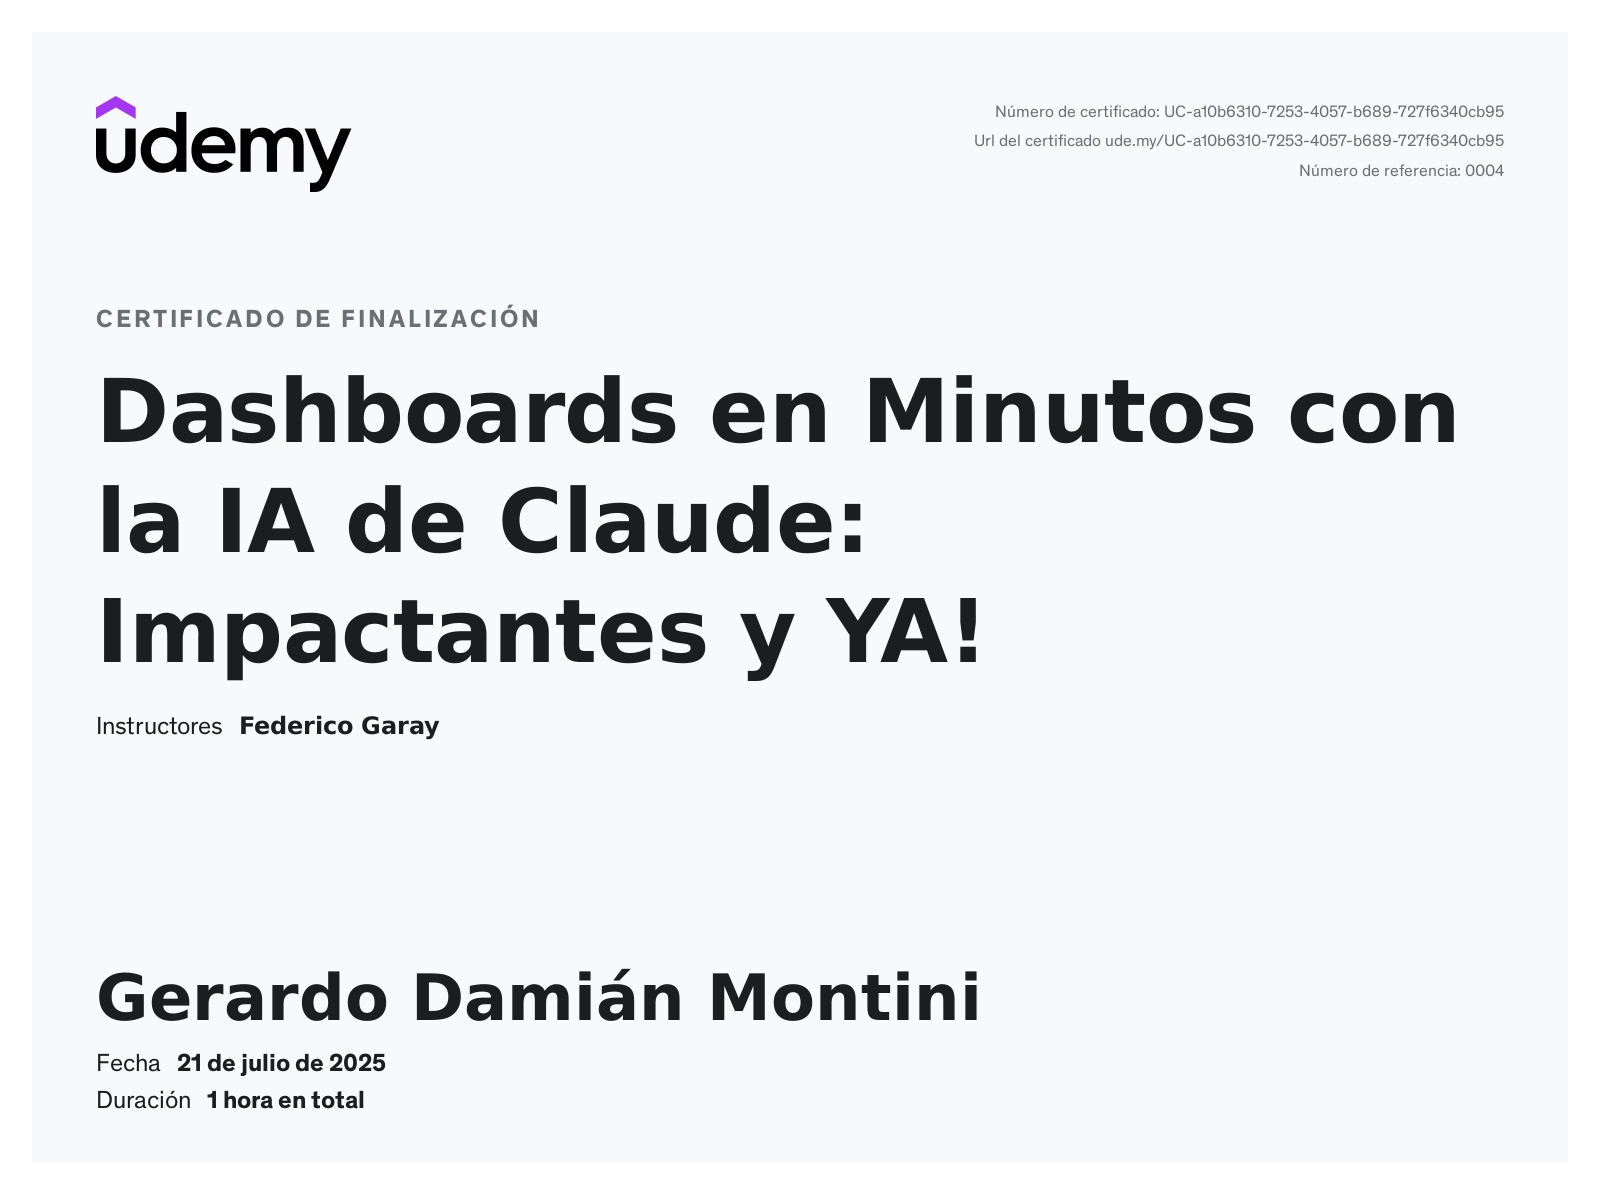 udemy
Número de certificado: UC-a10b6310-7253-4057-b689-727f6340cb95
Url del certificado ude.my/UC-a10b6310-7253-4057-b689-727f6340cb95
Número de referencia: 0004
CERTIFICADO DE FINALIZACIÓN
Dashboards en Minutos con
la IA de Claude:
Impactantes y YA!
Instructores Federico Garay
Gerardo Damián Montini
Fecha 21 de julio de 2025
Duración 1 hora en total